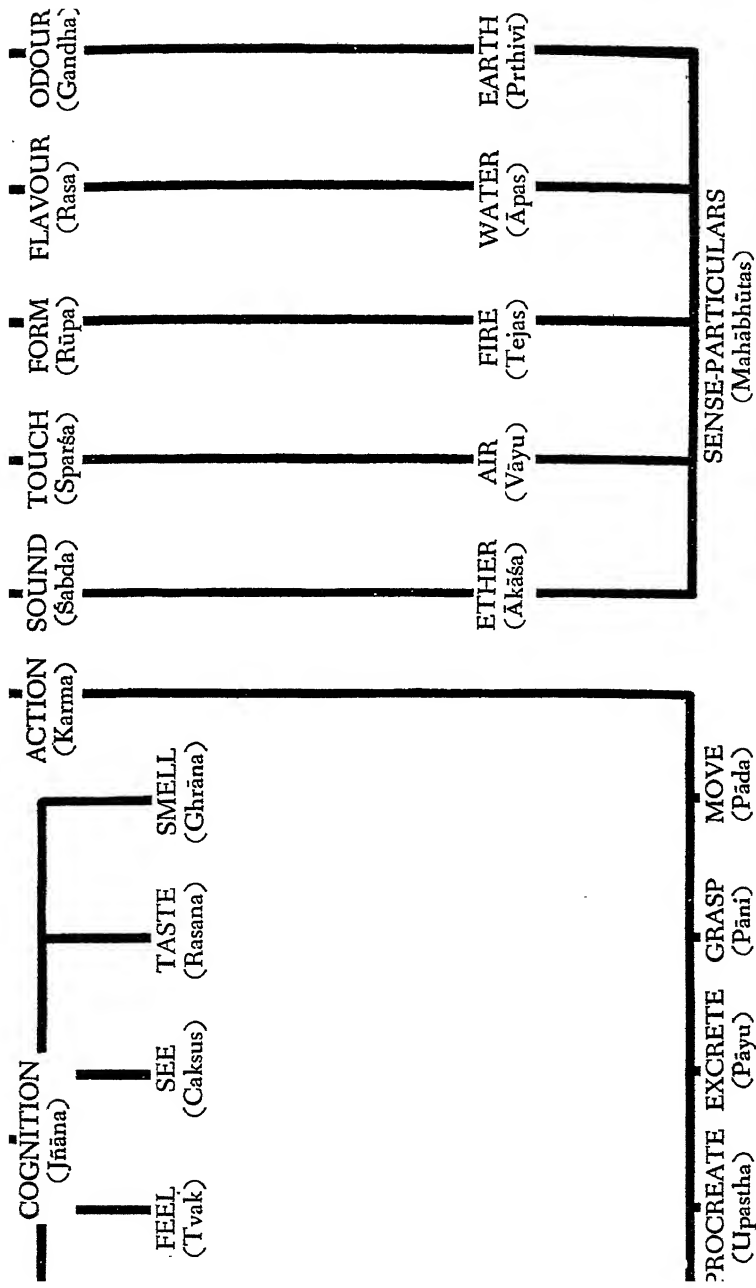 COGNITION
(Jñāna)
ACTION
(Karma)
SOUND
(Śabda)
TOUCH
(Sparśa)
FORM
(Rūpa)
FLAVOUR
(Rasa)
ODOUR
(Gandha)
FEEL
(Tvak)
SEE
(Caksus)
TASTE
(Rasana)
SMELL
(Ghrāna)
ETHER
(Ākāśa)
AIR
(Vāyu)
FIRE
(Tejas)
WATER
(Āpas)
EARTH
(Prthivī)
PROCREATE
(Upastha)
EXCRETE
(Pāyu)
GRASP
(Pāni)
MOVE
(Pāda)
SENSE-PARTICULARS
(Mahābhūtas)